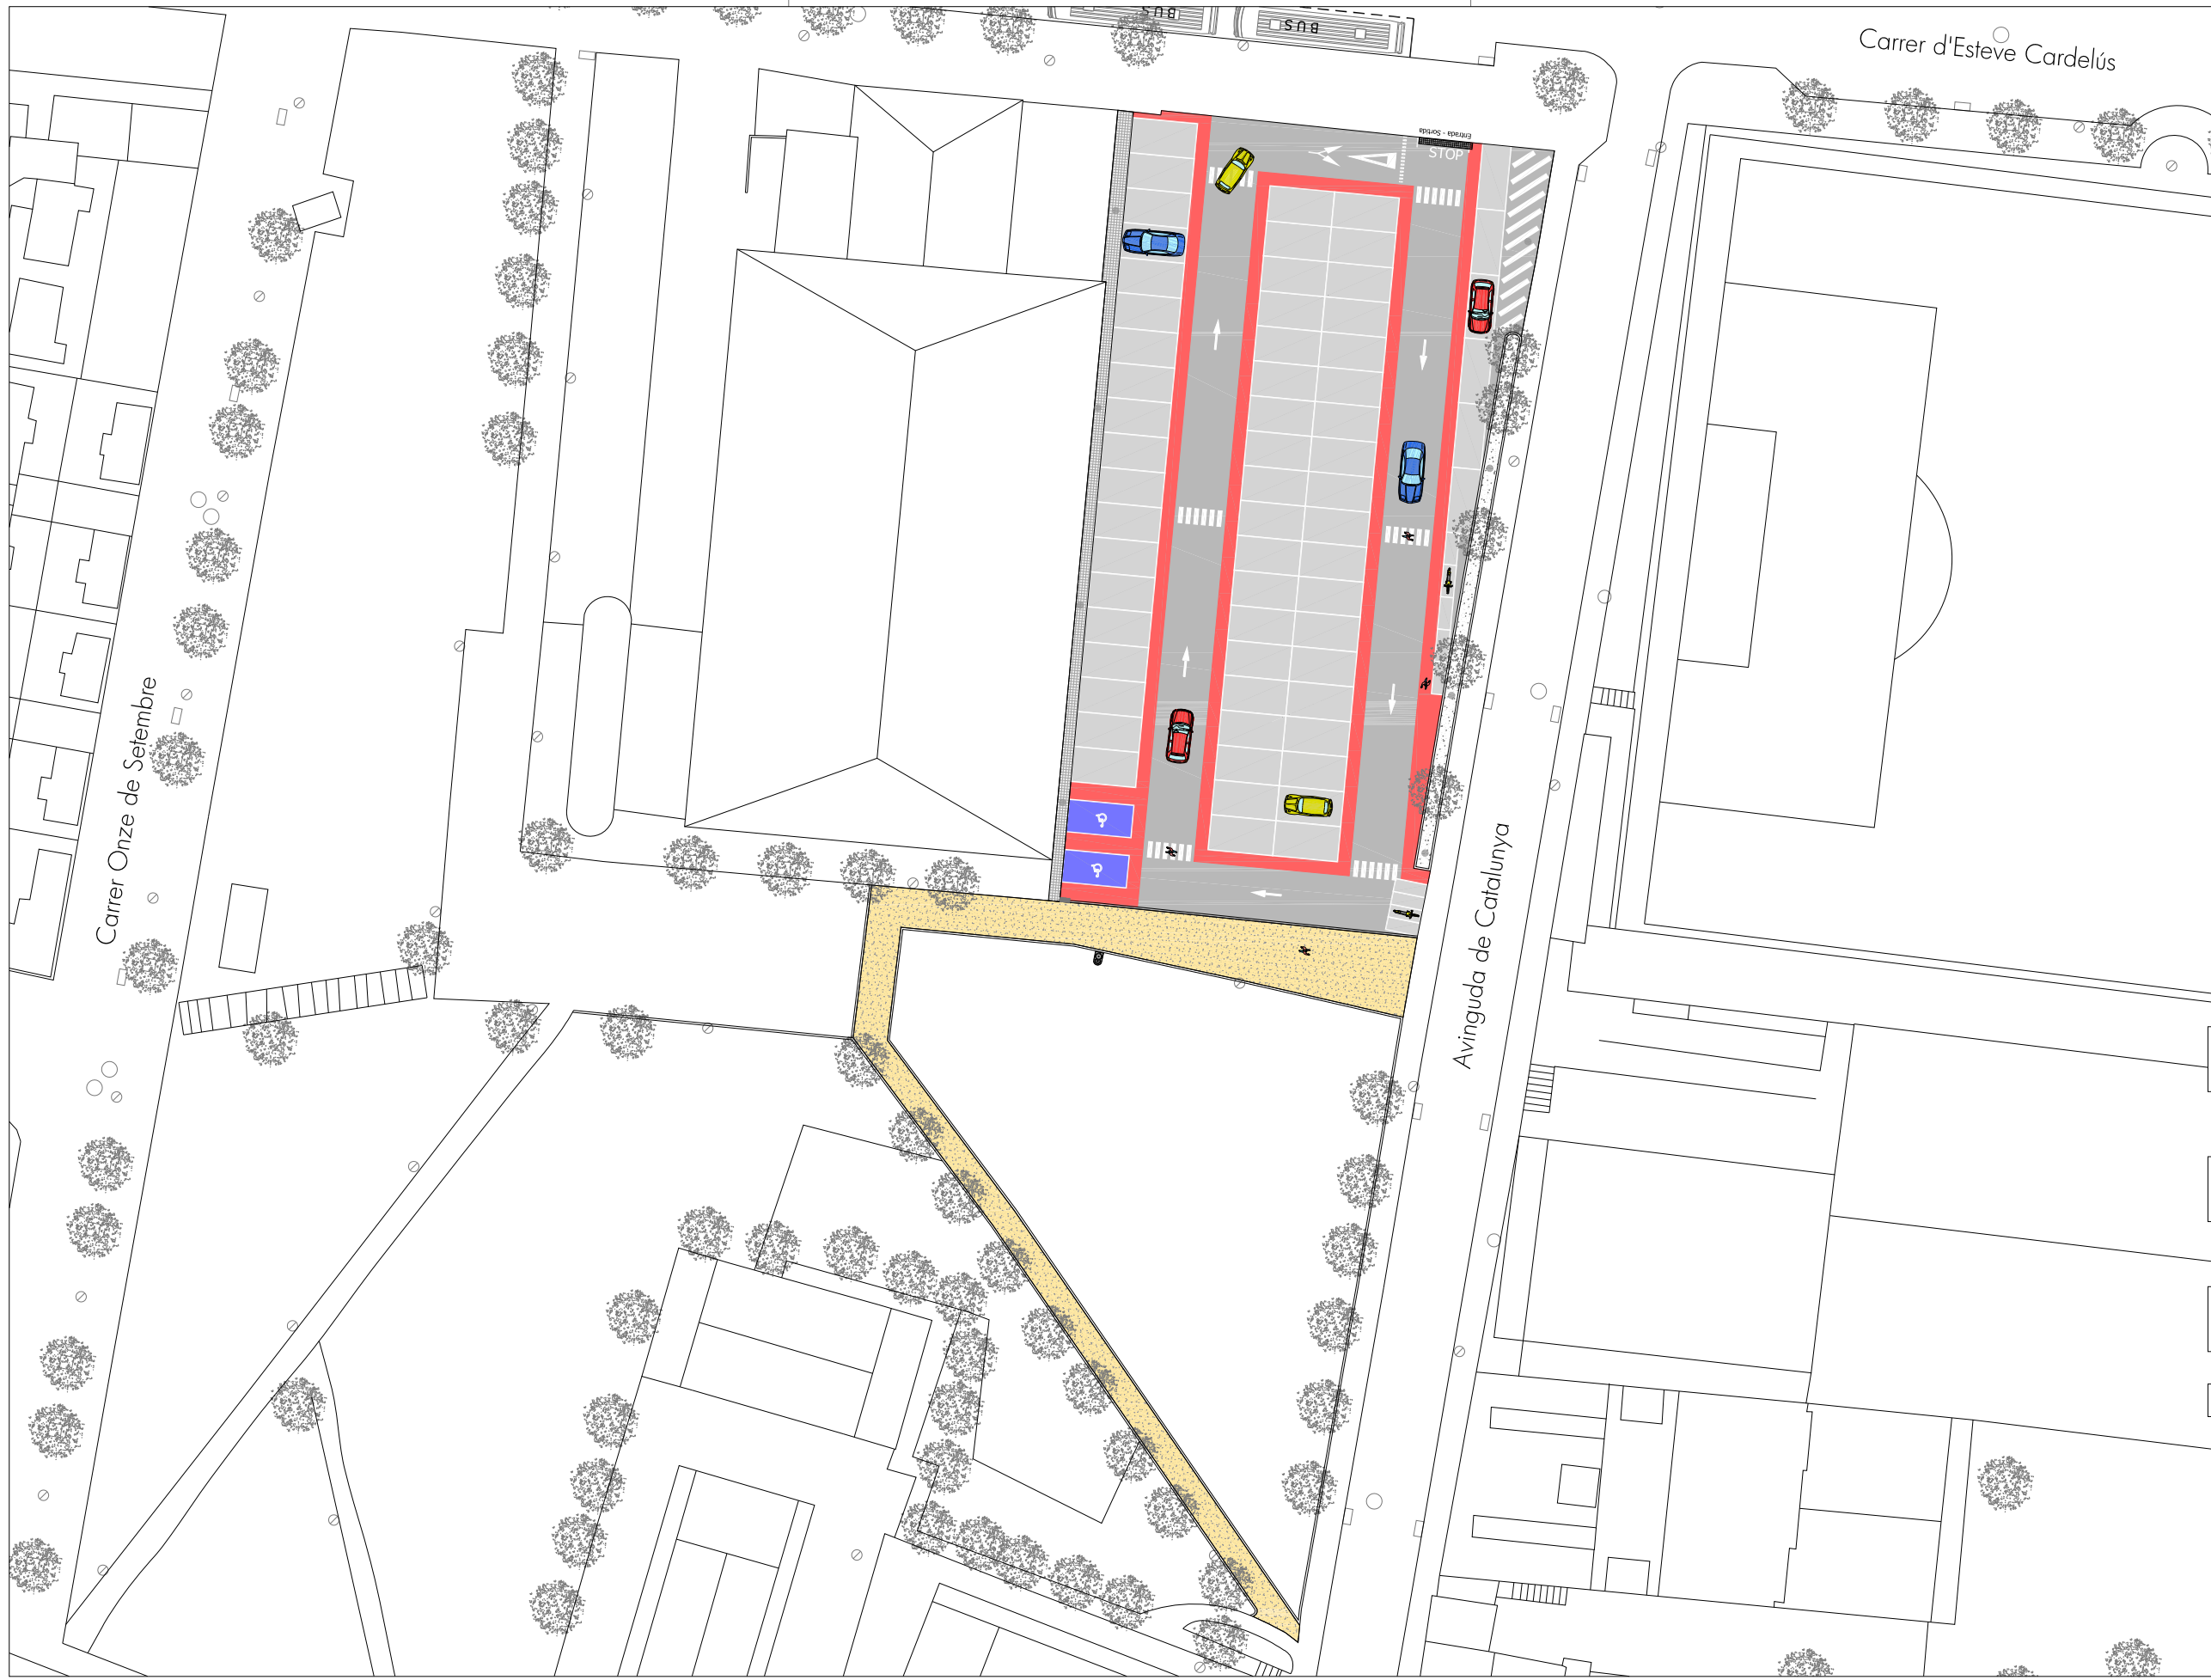 BUS
BUS
Carrer d'Esteve Cardelús
Entrada - Sortida
STOP
Carrer Onze de Setembre
Avinguda de Catalunya